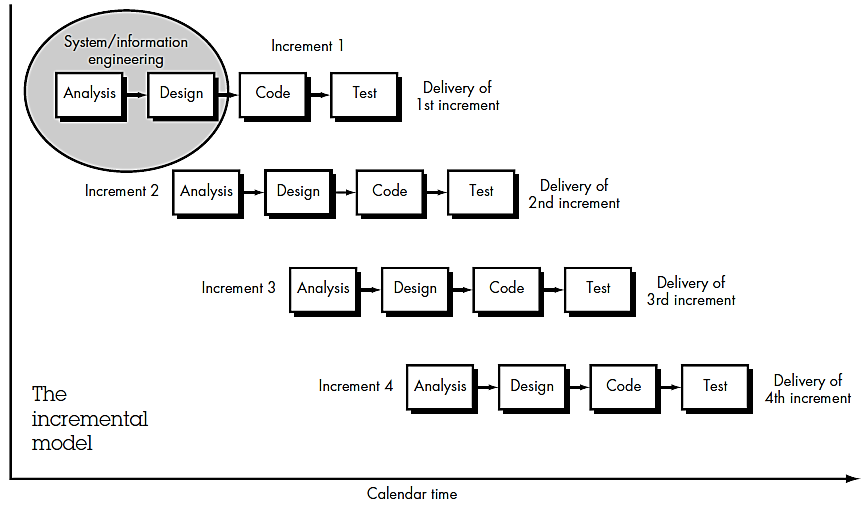 System/information
engineering
Increment 1
Analysis
Design
Code
Test
Delivery of
1st increment
Increment 2
Analysis
Design
Code
Test
Delivery of
2nd increment
Increment 3
Analysis
Design
Code
Test
Delivery of
3rd increment
Increment 4
Analysis
Design
Code
Test
Delivery of
4th increment
The
incremental
model
Calendar time